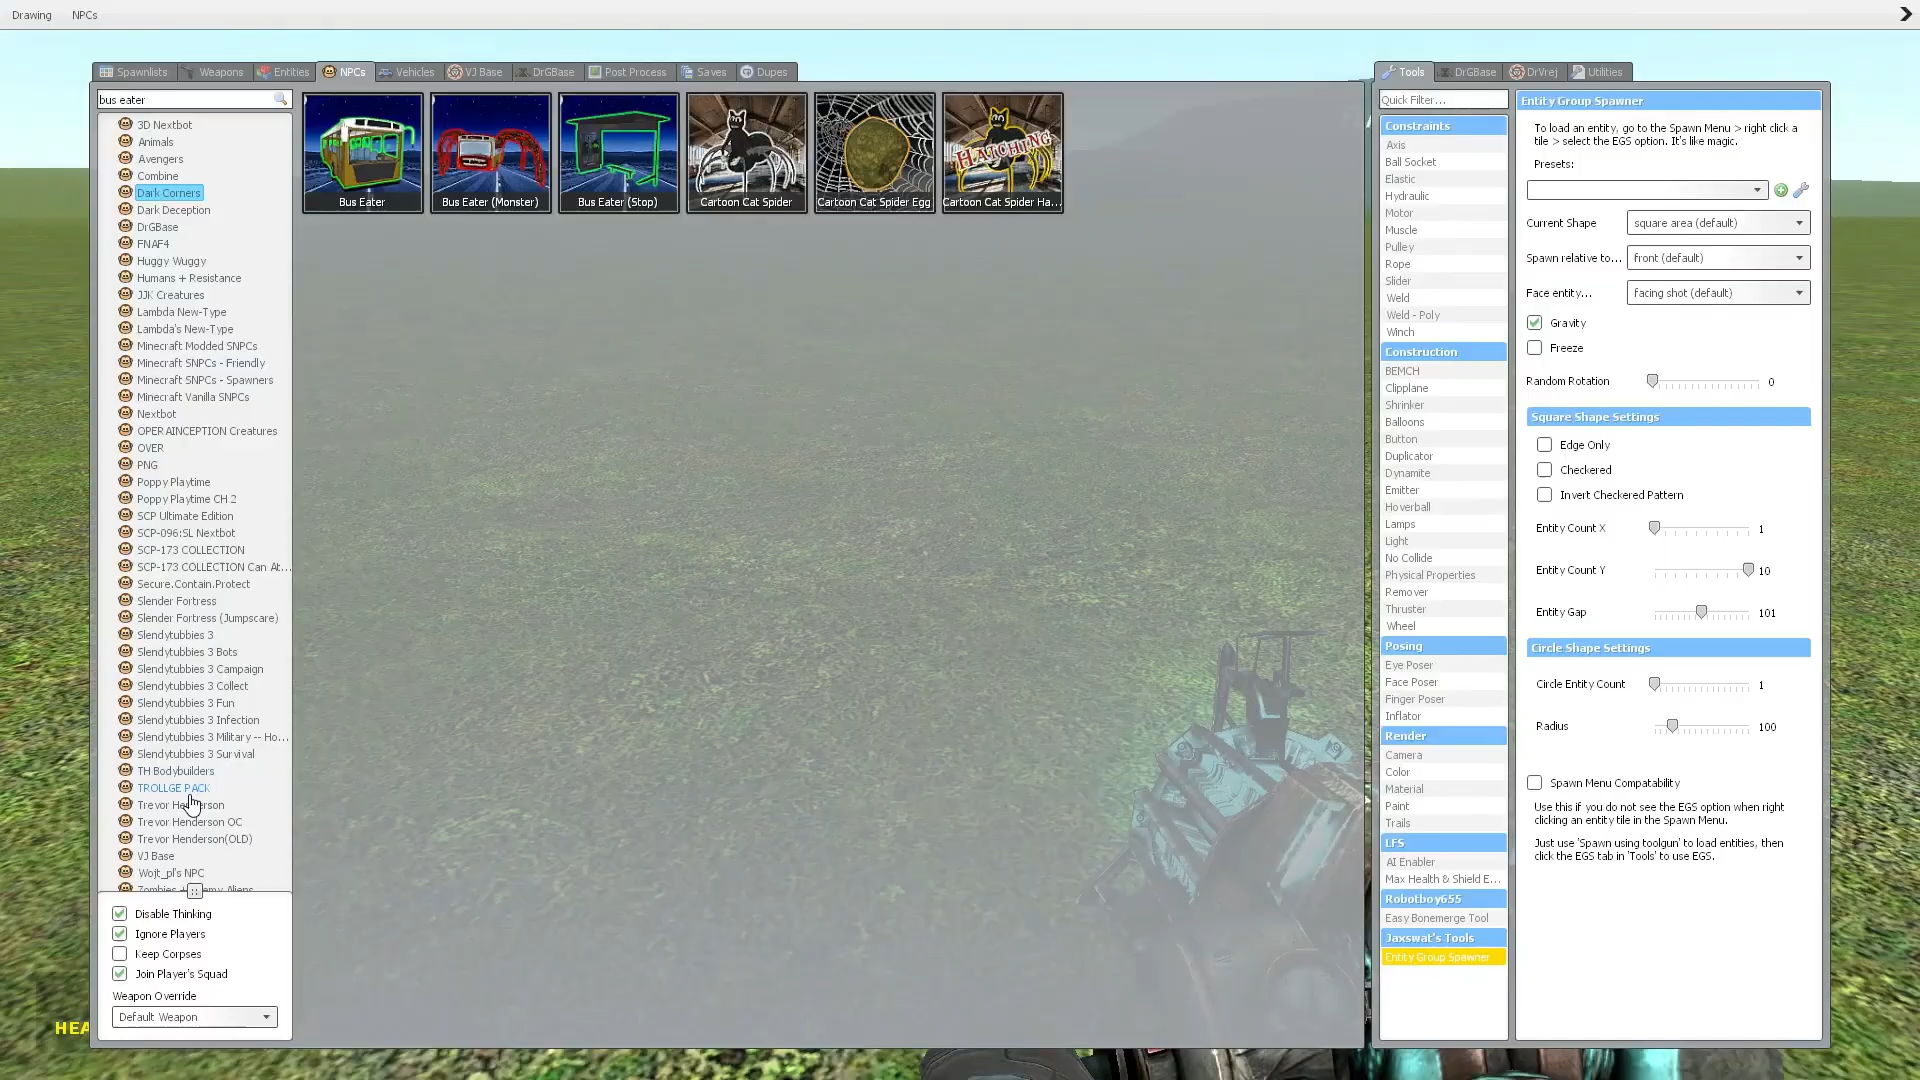 Drawing
NPCs
Spawnlists
Weapons
Entities
NPCs
Vehicles
VJ Base
DrGBase
Post Process
Saves
Dupes
bus eater
3D Nextbot
Animals
Avengers
Combine
Dark Corners
Dark Deception
DrGBase
FNAF4
Huggy Wuggy
Humans + Resistance
JJK Creatures
Lambda New-Type
Lambda's New-Type
Minecraft Modded SNPCs
Minecraft SNPCs - Friendly
Minecraft SNPCs - Spawners
Minecraft Vanilla SNPCs
Nextbot
OPERAINCEPTION Creatures
OVER
PNG
Poppy Playtime
Poppy Playtime CH 2
SCP Ultimate Edition
SCP-096:SL Nextbot
SCP-173 COLLECTION
SCP-173 COLLECTION Can At...
Secure.Contain.Protect
Slender Fortress
Slender Fortress (Jumpscare)
Slendytubbies 3
Slendytubbies 3 Bots
Slendytubbies 3 Campaign
Slendytubbies 3 Collect
Slendytubbies 3 Fun
Slendytubbies 3 Infection
Slendytubbies 3 Military -- Ho...
Slendytubbies 3 Survival
TH Bodybuilders
TROLLGE PACK
Trevor Henderson
Trevor Henderson OC
Trevor Henderson(OLD)
VJ Base
Wojt_pl's NPC
Disable Thinking
Ignore Players
Keep Corpses
Join Player's Squad
Weapon Override
Default Weapon
HEA
Bus Eater
Bus Eater (Monster)
Bus Eater (Stop)
Cartoon Cat Spider
Cartoon Cat Spider Egg
HATCHING
Cartoon Cat Spider Ha...
Tools
DrGBase
DrVrej
Utilities
Quick Filter...
Constraints
Axis
Ball Socket
Elastic
Hydraulic
Motor
Muscle
Pulley
Rope
Slider
Weld
Weld - Poly
Winch
Construction
BEMCH
Clipplane
Shrinker
Balloons
Button
Duplicator
Dynamite
Emitter
Hoverball
Lamps
Light
No Collide
Physical Properties
Remover
Thruster
Wheel
Posing
Eye Poser
Face Poser
Finger Poser
Inflator
Render
Camera
Color
Material
Paint
Trails
LFS
AI Enabler
Max Health & Shield E...
Robotboy655
Easy Bonemerge Tool
Jaxswat's Tools
Entity Group Spawner
Entity Group Spawner
To load an entity, go to the Spawn Menu > right click a
tile > select the EGS option. It's like magic.
Presets:
Current Shape
square area (default)
Spawn relative to...
front (default)
Face entity...
facing shot (default)
Gravity
Freeze
Random Rotation
0
Square Shape Settings
Edge Only
Checkered
Invert Checkered Pattern
Entity Count X
1
Entity Count Y
10
Entity Gap
101
Circle Shape Settings
Circle Entity Count
1
Radius
100
Spawn Menu Compatability
Use this if you do not see the EGS option when right
clicking an entity tile in the Spawn Menu.
Just use 'Spawn using toolgun' to load entities, then
click the EGS tab in 'Tools' to use EGS.